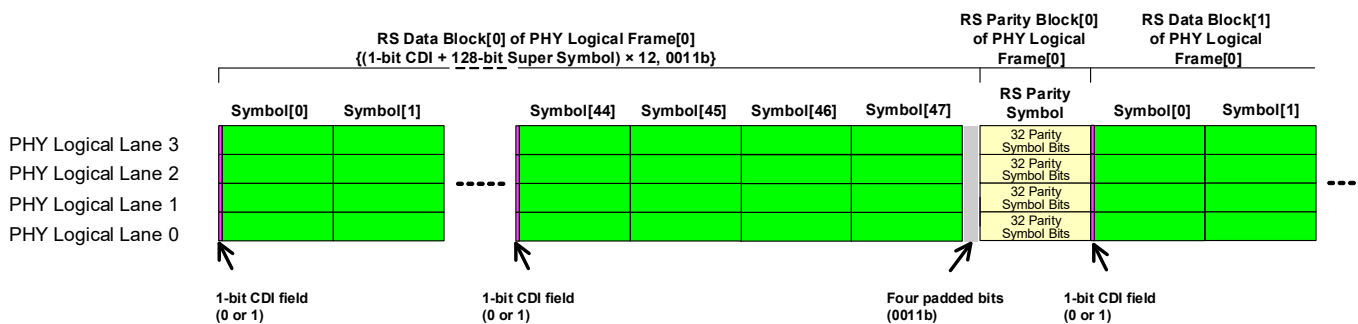 RS Data Block[0] of PHY Logical Frame[0]
{(1-bit CDI + 128-bit Super Symbol) × 12, 0011b}
RS Parity Block[0]
of PHY Logical
Frame[0]
RS Data Block[1]
of PHY Logical
Frame[0]
Symbol[0]
Symbol[1]
Symbol[44]
Symbol[45]
Symbol[46]
Symbol[47]
RS Parity
Symbol
Symbol[0]
Symbol[1]
PHY Logical Lane 3
32 Parity
Symbol Bits
PHY Logical Lane 2
32 Parity
Symbol Bits
PHY Logical Lane 1
32 Parity
Symbol Bits
PHY Logical Lane 0
32 Parity
Symbol Bits
1-bit CDI field
(0 or 1)
1-bit CDI field
(0 or 1)
Four padded bits
(0011b)
1-bit CDI field
(0 or 1)